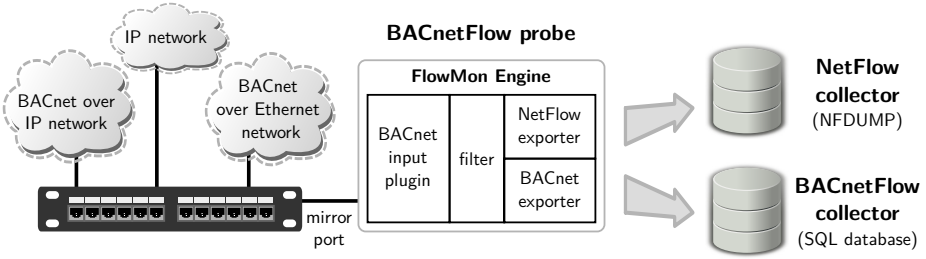 IP network
BACnet over
IP network
BACnet
over Ethernet
network
mirror
port
BACnetFlow probe
FlowMon Engine
BACnet
input
plugin
filter
NetFlow
exporter
BACnet
exporter
NetFlow
collector
(NFDUMP)
BACnetFlow
collector
(SQL database)